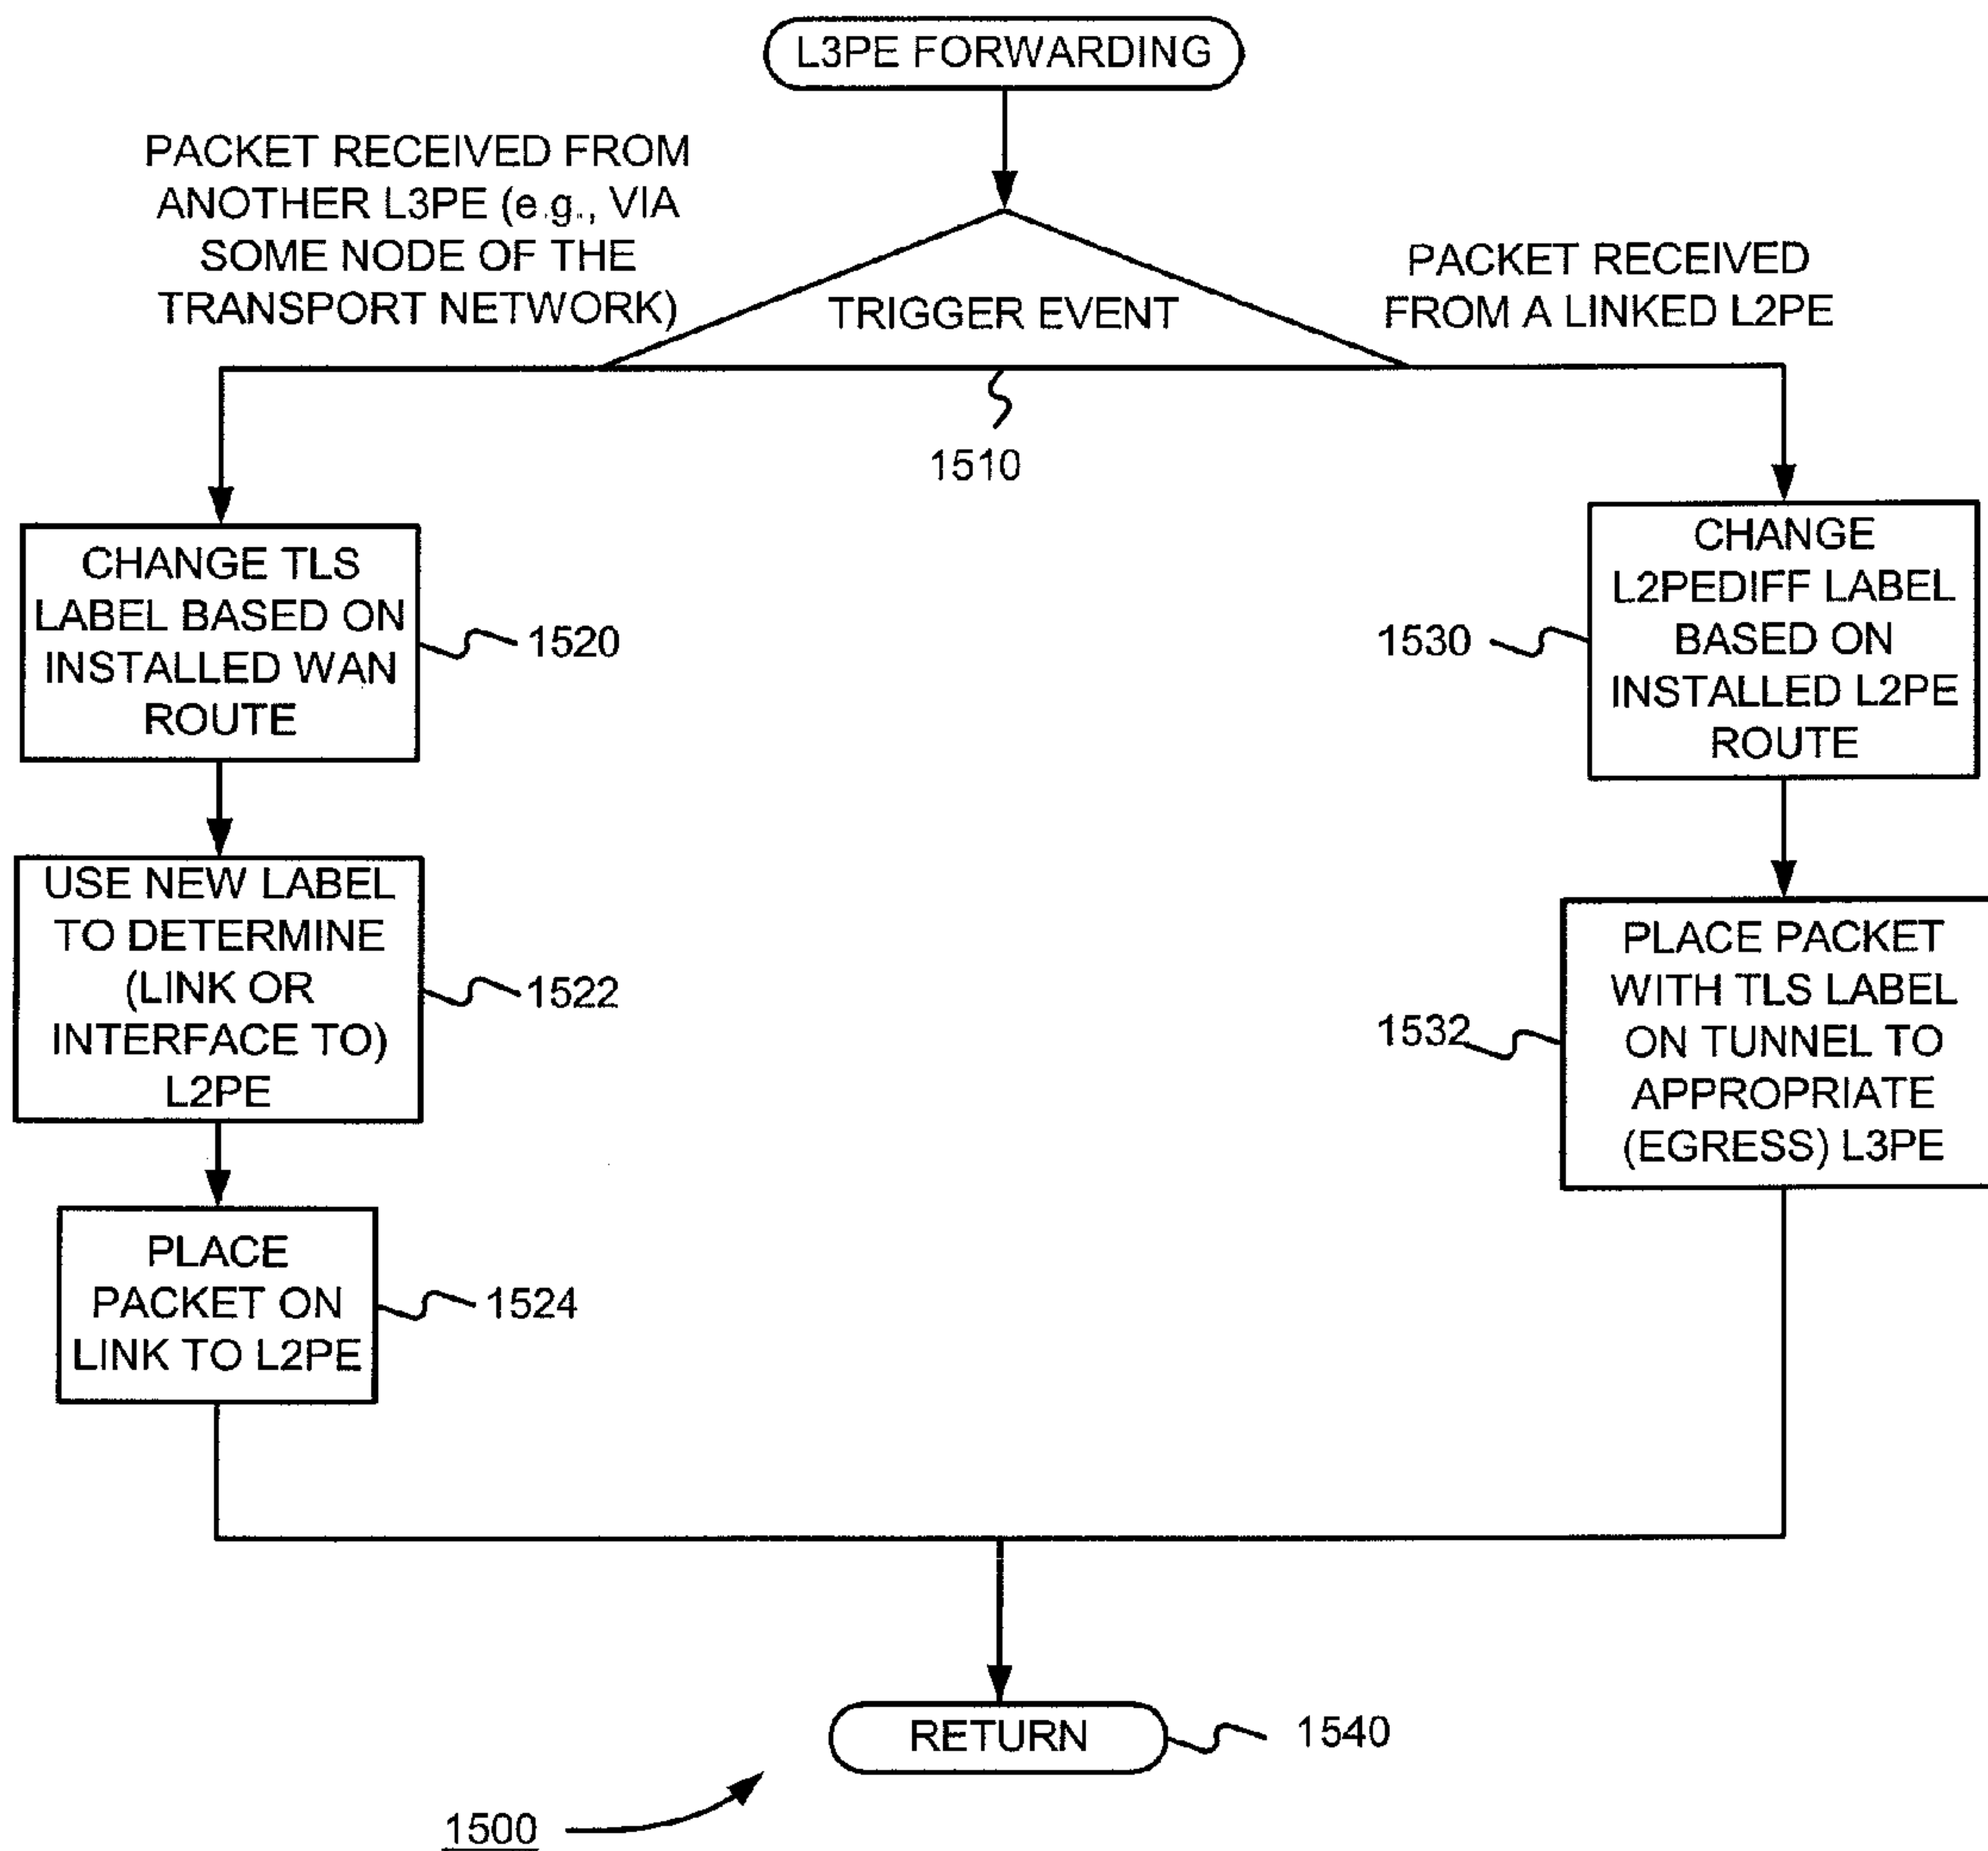 L3PE FORWARDING
PACKET RECEIVED FROM
ANOTHER L3PE (e.g., VIA
SOME NODE OF THE
TRANSPORT NETWORK)
TRIGGER EVENT
PACKET RECEIVED
FROM A LINKED L2PE
1510
CHANGE TLS
LABEL BASED ON
INSTALLED WAN
ROUTE
1520
USE NEW LABEL
TO DETERMINE
(LINK OR
INTERFACE TO)
L2PE
1522
PLACE
PACKET ON
LINK TO L2PE
1524
CHANGE
L2PEDIFF LABEL
BASED ON
INSTALLED L2PE
ROUTE
1530
PLACE PACKET
WITH TLS LABEL
ON TUNNEL TO
APPROPRIATE
(EGRESS) L3PE
1532
RETURN
1540
1500